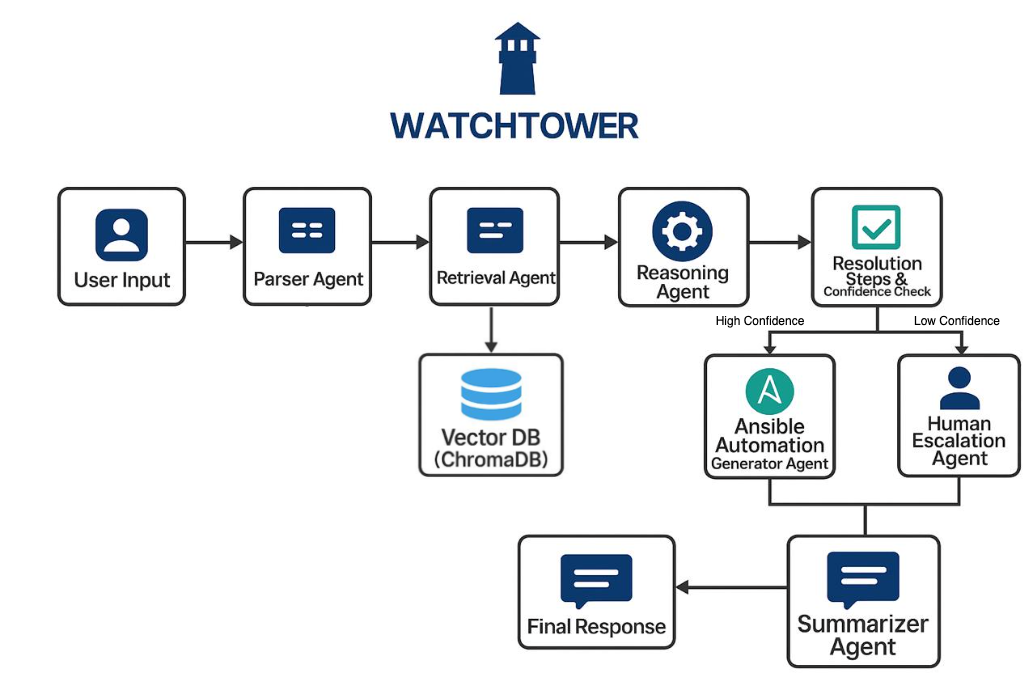 WATCHTOWER
User Input
Parser Agent
Retrieval Agent
Reasoning
Agent
Resolution
Steps &
Confidence Check
High Confidence
Low Confidence
Vector DB
(ChromaDB)
Ansible
Automation
Generator Agent
Human
Escalation
Agent
Final Response
Summarizer
Agent